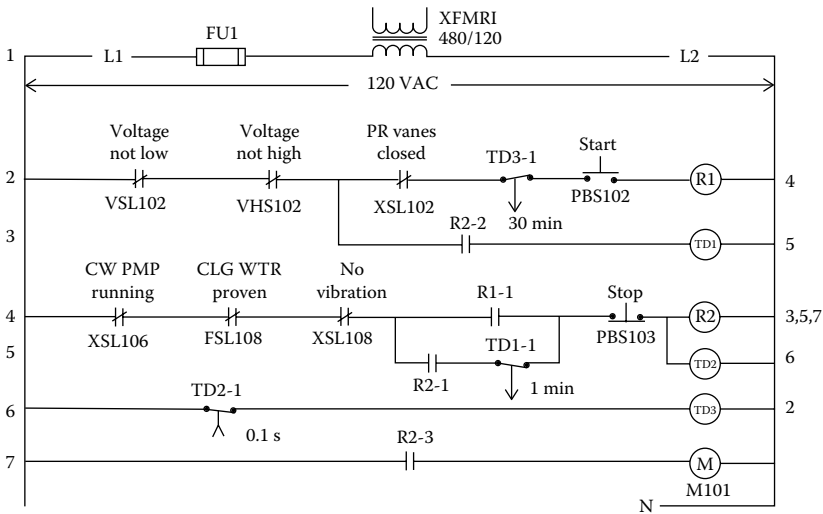 XFMRI
480/120
FU1
1 L1 L2
120 VAC
Voltage not low
Voltage not high
PR vanes closed
TD3-1
Start
2 R1 4
VSL102
VHS102
XSL102
30 min
PBS102
R2-2
3 TD1 5
CW PMP running
CLG WTR proven
No vibration
R1-1
Stop
4 R2 3,5,7
XSL106
FSL108
XSL108
PBS103
TD1-1
5 TD2 6
R2-1
1 min
TD2-1
6 TD3 2
0.1 s
R2-3
7 M
M101
N